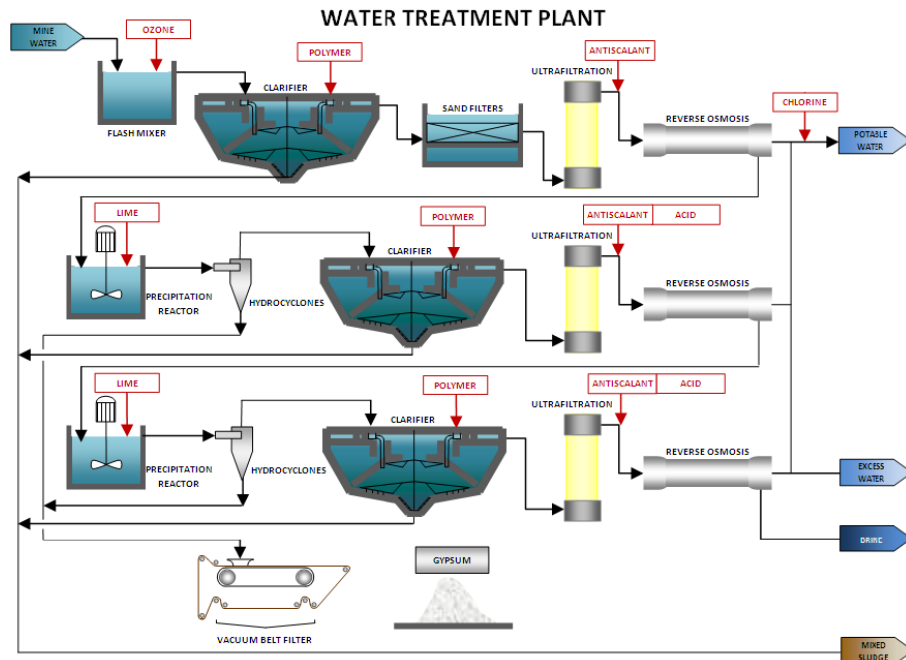 WATER TREATMENT PLANT
MINE
WATER
OZONE
POLYMER
ANTISCALANT
CLARIFIER
ULTRAFILTRATION
CHLORINE
SAND FILTERS
REVERSE OSMOSIS
POTABLE
WATER
FLASH MIXER
LIME
POLYMER
ANTISCALANT
ACID
CLARIFIER
ULTRAFILTRATION
REVERSE OSMOSIS
PRECIPITATION
REACTOR
HYDROCYCLONES
LIME
POLYMER
ANTISCALANT
ACID
CLARIFIER
ULTRAFILTRATION
REVERSE OSMOSIS
PRECIPITATION
REACTOR
HYDROCYCLONES
EXCESS
WATER
BRINE
GYPSUM
VACUUM BELT FILTER
MIXED
SLUDGE